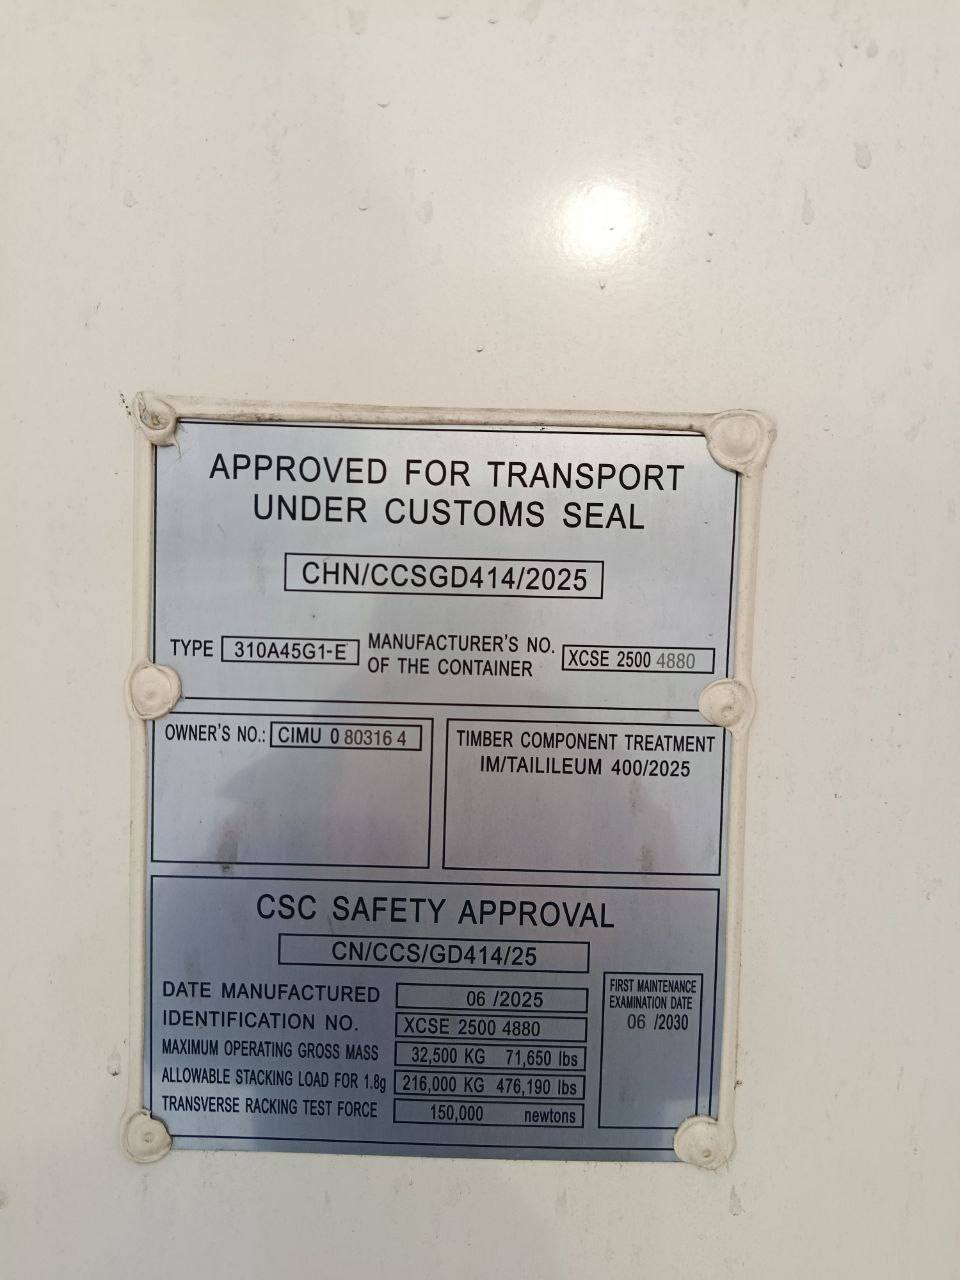 APPROVED FOR TRANSPORT
UNDER CUSTOMS SEAL
CHN/CCSGD414/2025
TYPE 310A45G1-E MANUFACTURER'S NO. OF THE CONTAINER XCSE 2500 4880
OWNER'S NO.: CIMU 0 80316 4
TIMBER COMPONENT TREATMENT
IM/TAILILEUM 400/2025
CSC SAFETY APPROVAL
CN/CCS/GD414/25
DATE MANUFACTURED 06 /2025
IDENTIFICATION NO. XCSE 2500 4880
MAXIMUM OPERATING GROSS MASS 32,500 KG 71,650 lbs
ALLOWABLE STACKING LOAD FOR 1.8g 216,000 KG 476,190 lbs
TRANSVERSE RACKING TEST FORCE 150,000 newtons
FIRST MAINTENANCE
EXAMINATION DATE
06 /2030